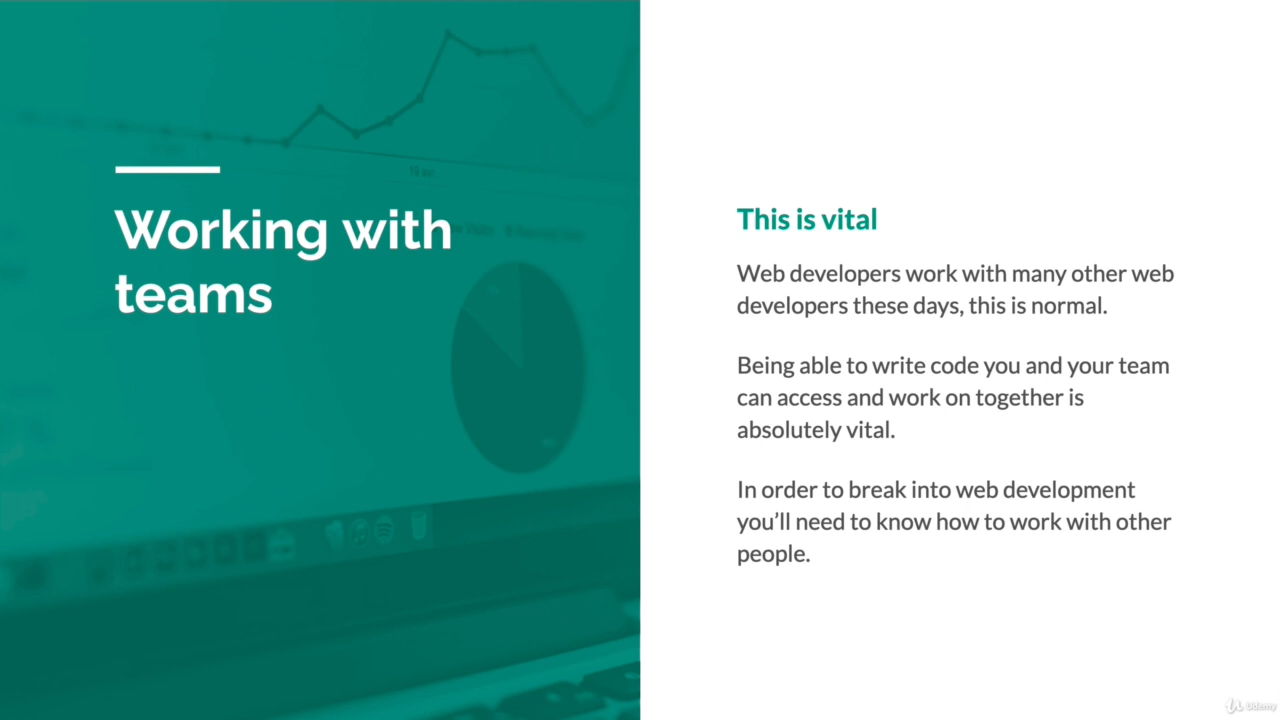 Working with
teams
This is vital
Web developers work with many other web
developers these days, this is normal.
Being able to write code you and your team
can access and work on together is
absolutely vital.
In order to break into web development
you’ll need to know how to work with other
people.
Udemy